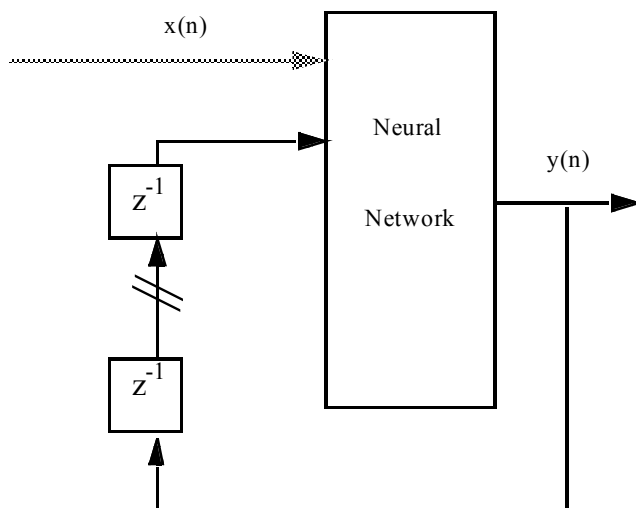 x(n)
Neural
y(n)
z⁻¹
Network
z⁻¹